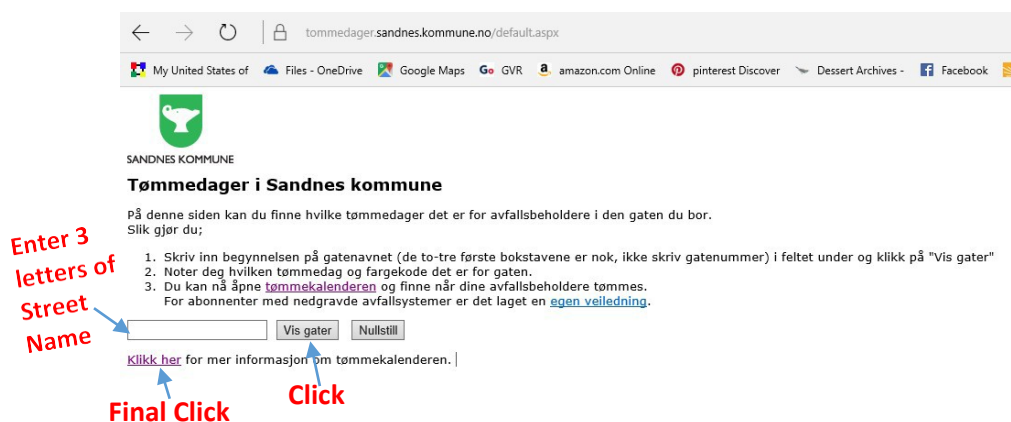 tommedager.sandnes.kommune.no/default.aspx
My United States of Files - OneDrive Google Maps Go GVR a amazon.com Online pinterest Discover Dessert Archives - Facebook
SANDNES KOMMUNE
Tømmedager i Sandnes kommune
På denne siden kan du finne hvilke tømmedager det er for avfallsbeholdere i den gaten du bor.
Slik gjør du;
1. Skriv inn begynnelsen på gatenavnet (de to-tre første bokstavene er nok, ikke skriv gatenummer) i feltet under og klikk på "Vis gater"
2. Noter deg hvilken tømmedag og fargekode det er for gaten.
3. Du kan nå åpne tømmekalenderen og finne når dine avfallsbeholdere tømmes.
For abonnenter med nedgravde avfallsystemer er det laget en egen veiledning.
Enter 3
letters of
Street
Name
Vis gater Nullstill
Klikk her for mer informasjon om tømmekalenderen.
Final Click
Click